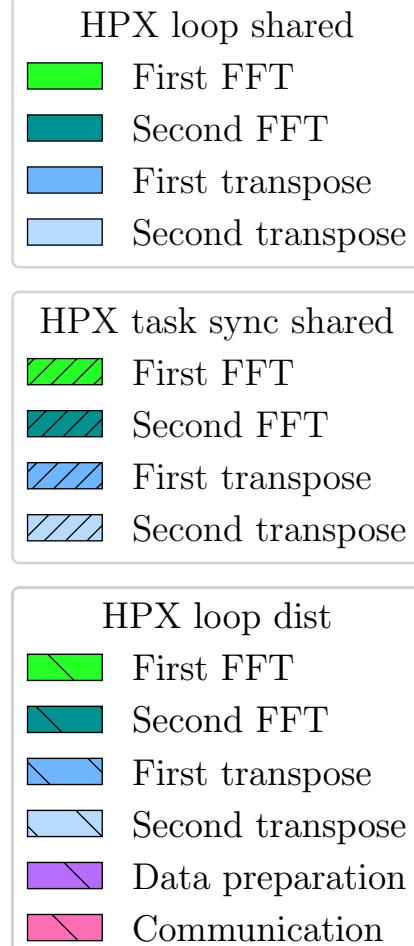 HPX loop shared
First FFT
Second FFT
First transpose
Second transpose
HPX task sync shared
First FFT
Second FFT
First transpose
Second transpose
HPX loop dist
First FFT
Second FFT
First transpose
Second transpose
Data preparation
Communication